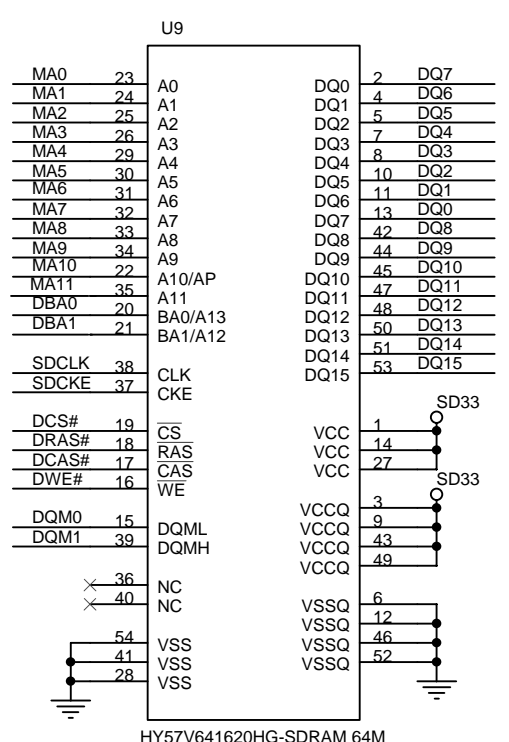 U9
MA0 23 A0 DQ0 2 DQ7
MA1 24 A1 DQ1 4 DQ6
MA2 25 A2 DQ2 5 DQ5
MA3 26 A3 DQ3 7 DQ4
MA4 29 A4 DQ4 8 DQ3
MA5 30 A5 DQ5 10 DQ2
MA6 31 A6 DQ6 11 DQ1
MA7 32 A7 DQ7 13 DQ0
MA8 33 A8 DQ8 42 DQ8
MA9 34 A9 DQ9 44 DQ9
MA10 22 A10/AP DQ10 45 DQ10
MA11 35 A11 DQ11 47 DQ11
DBA0 20 BA0/A13 DQ12 48 DQ12
DBA1 21 BA1/A12 DQ13 50 DQ13
DQ14 51 DQ14
SDCLK 38 CLK DQ15 53 DQ15
SDCKE 37 CKE
SD33
DCS# 19 CS VCC 1
DRAS# 18 RAS VCC 14
DCAS# 17 CAS VCC 27
DWE# 16 WE SD33
VCCQ 3
DQM0 15 DQML VCCQ 9
DQM1 39 DQMH VCCQ 43
VCCQ 49
36 NC
40 NC VSSQ 6
VSSQ 12
54 VSS VSSQ 46
41 VSS VSSQ 52
28 VSS
HY57V641620HG-SDRAM 64M